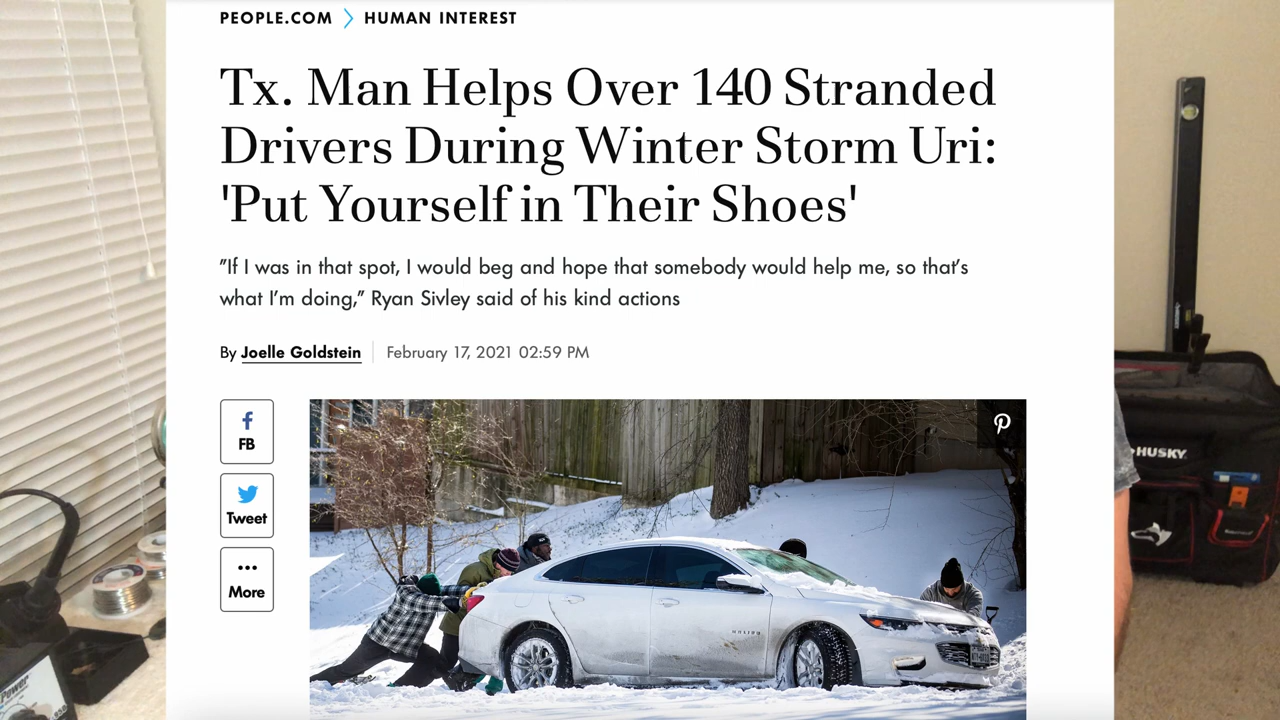 PEOPLE.COM > HUMAN INTEREST
Tx. Man Helps Over 140 Stranded
Drivers During Winter Storm Uri:
'Put Yourself in Their Shoes'
"If I was in that spot, I would beg and hope that somebody would help me, so that's
what I'm doing," Ryan Sivley said of his kind actions
By Joelle Goldstein February 17, 2021 02:59 PM
FB
Tweet
More
MALIBU
HUSKY
Power